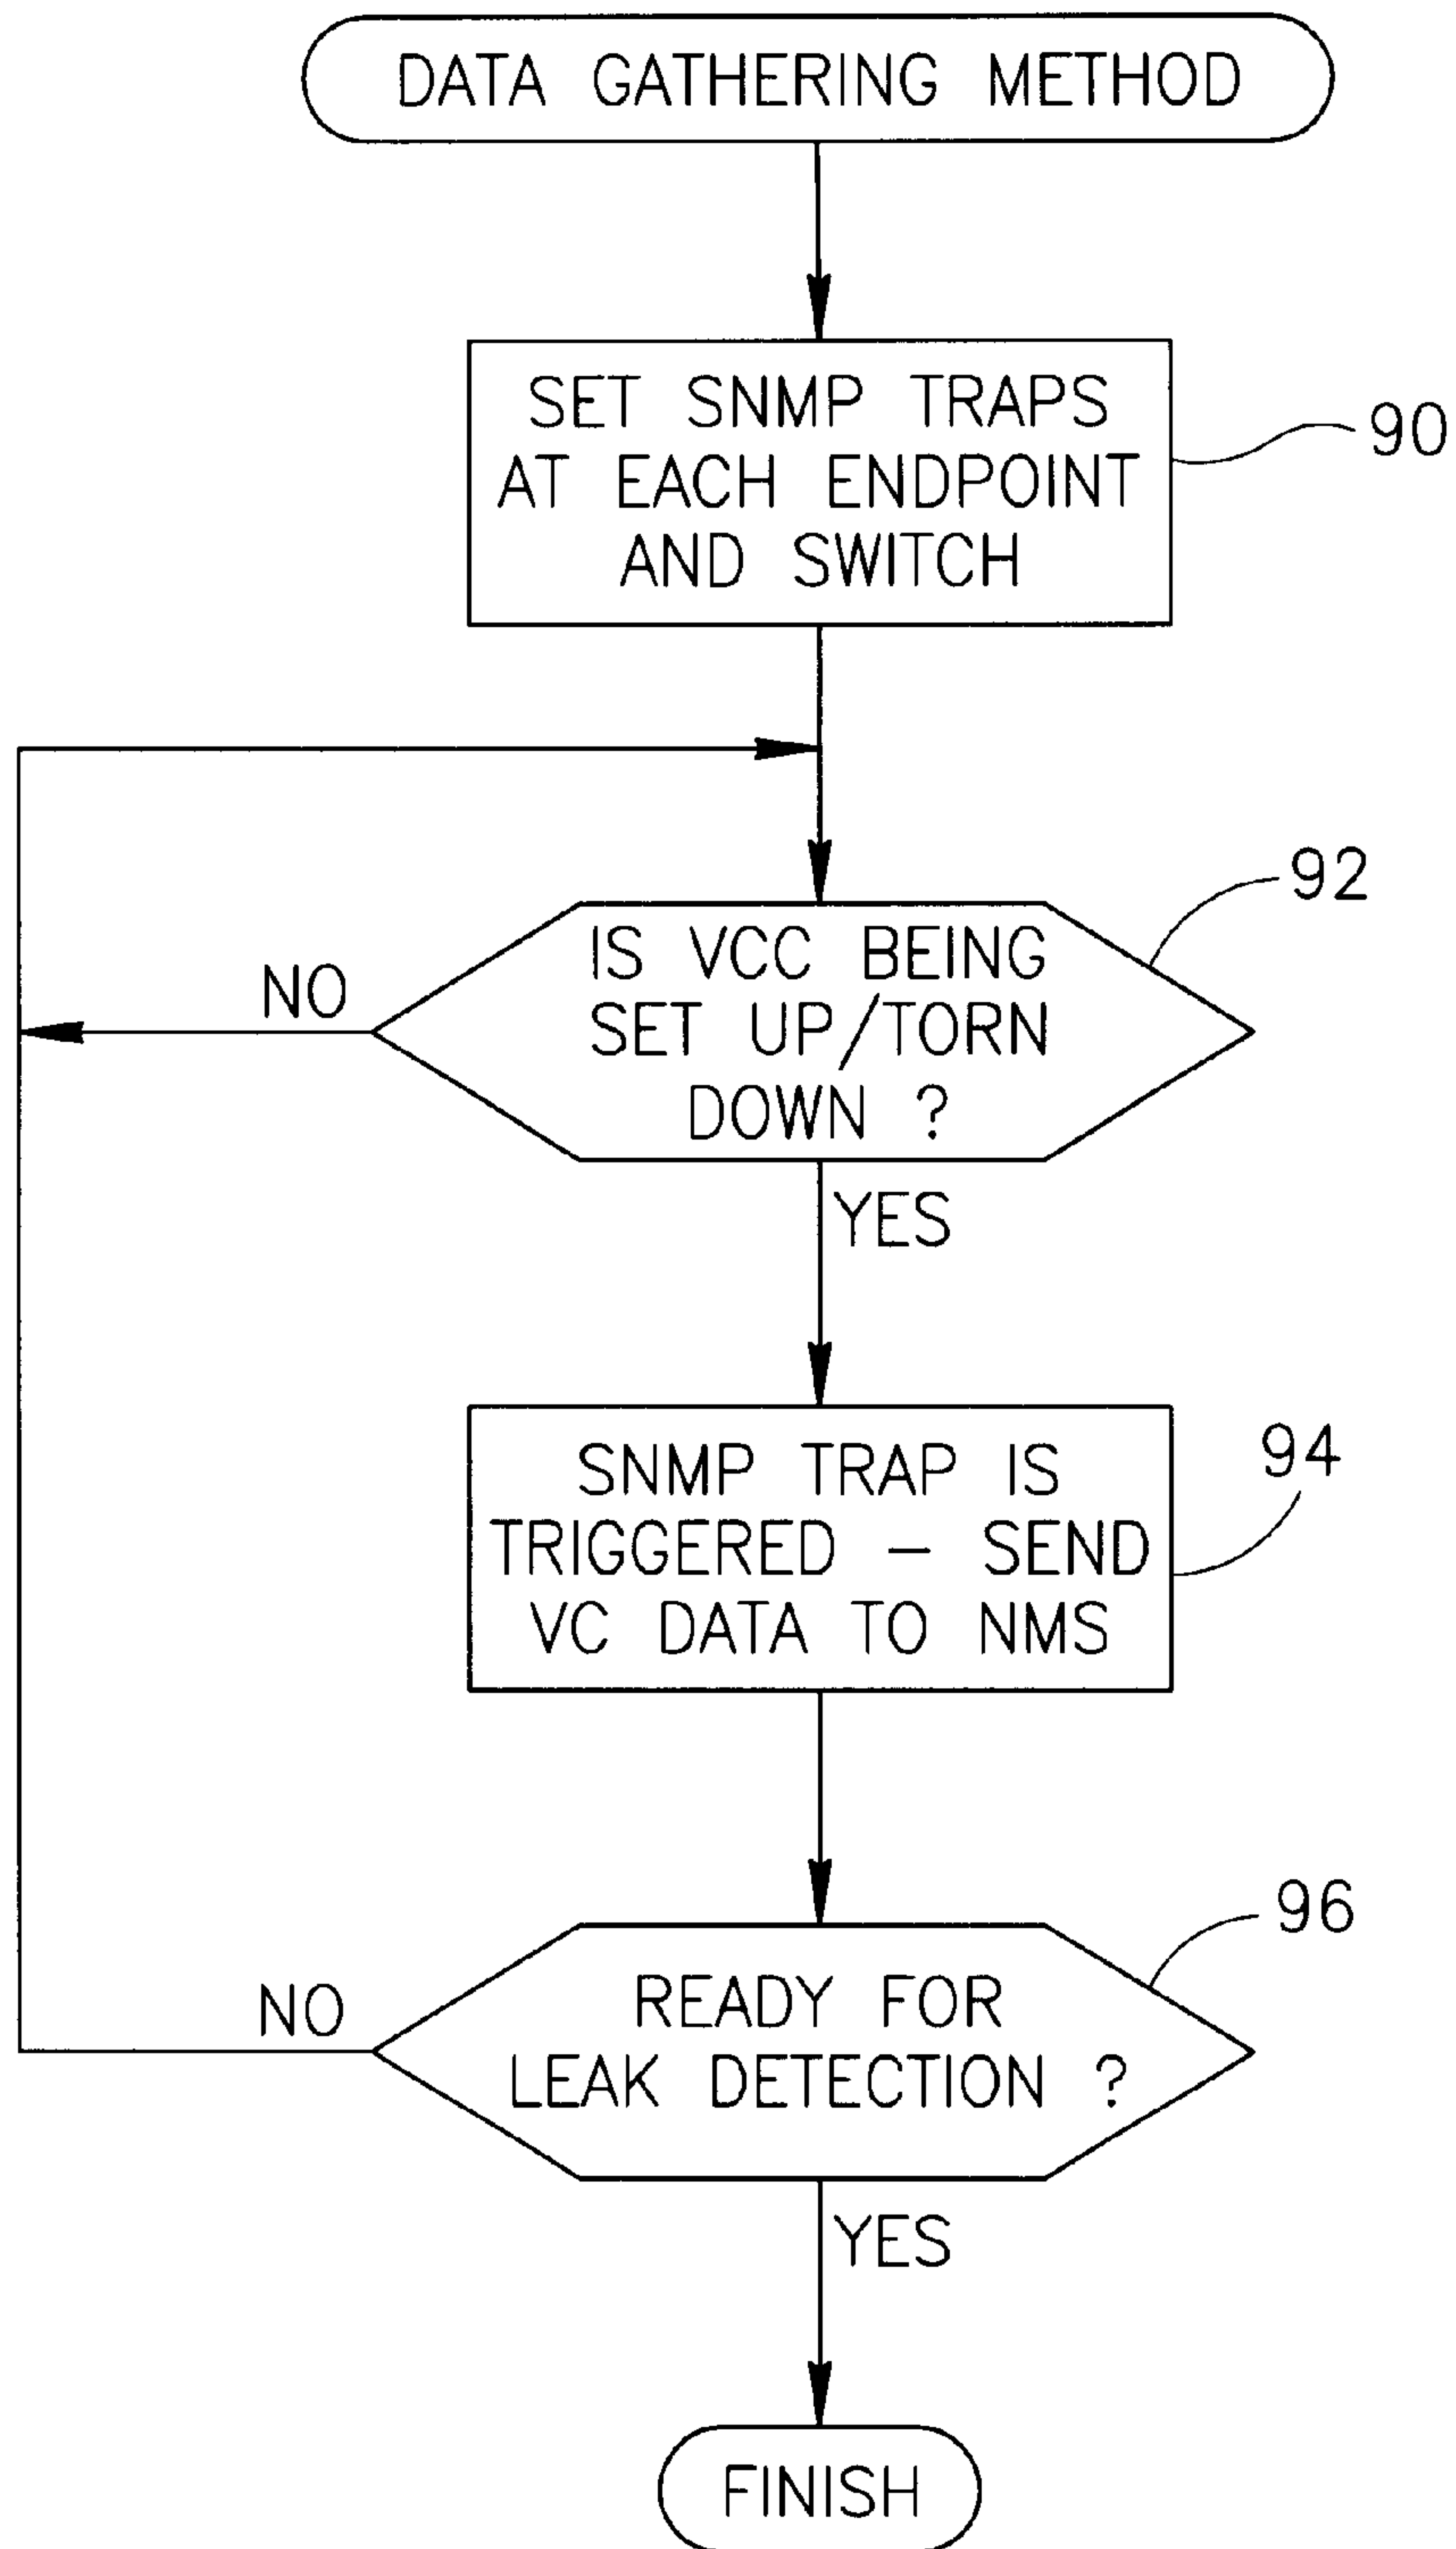 DATA GATHERING METHOD
SET SNMP TRAPS
AT EACH ENDPOINT
AND SWITCH
90
IS VCC BEING
SET UP/TORN
DOWN ?
92
NO
YES
SNMP TRAP IS
TRIGGERED – SEND
VC DATA TO NMS
94
READY FOR
LEAK DETECTION ?
96
NO
YES
FINISH